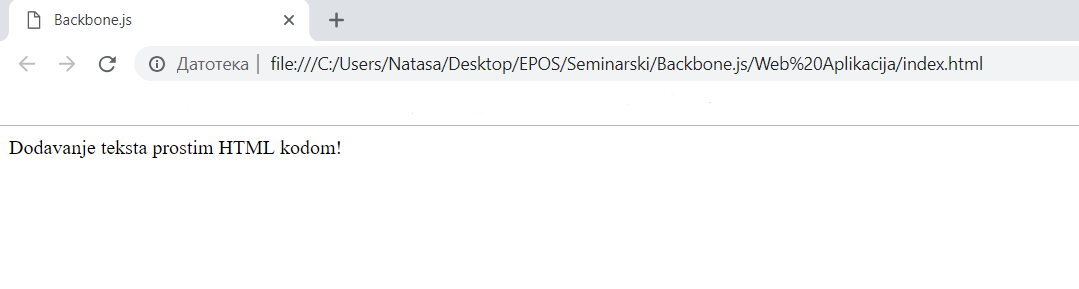 Backbone.js
Датотека | file:///C:/Users/Natasa/Desktop/EPOS/Seminarski/Backbone.js/Web%20Aplikacija/index.html
Dodavanje teksta prostim HTML kodom!